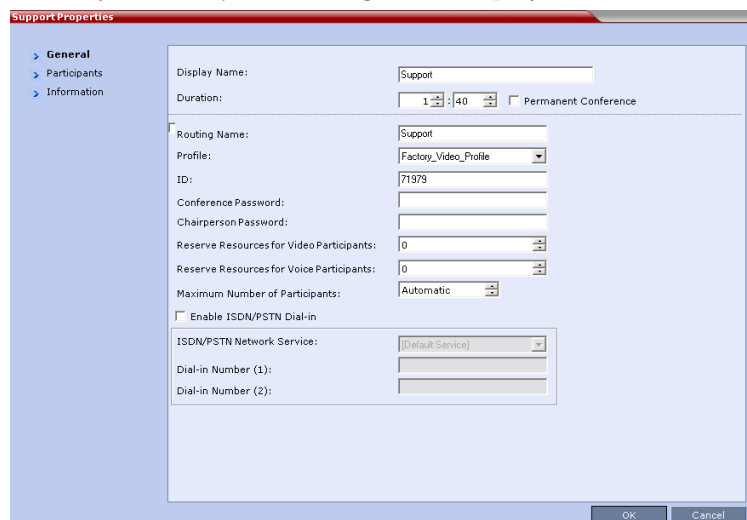 Support Properties
General
Participants
Information
Display Name: Support
Duration: 1 : 40 Permanent Conference
Routing Name: Support
Profile: Factory_Video_Profile
ID: 71979
Conference Password:
Chairperson Password:
Reserve Resources for Video Participants: 0
Reserve Resources for Voice Participants: 0
Maximum Number of Participants: Automatic
Enable ISDN/PSTN Dial-in
ISDN/PSTN Network Service: [Default Service]
Dial-in Number (1):
Dial-in Number (2):
OK Cancel